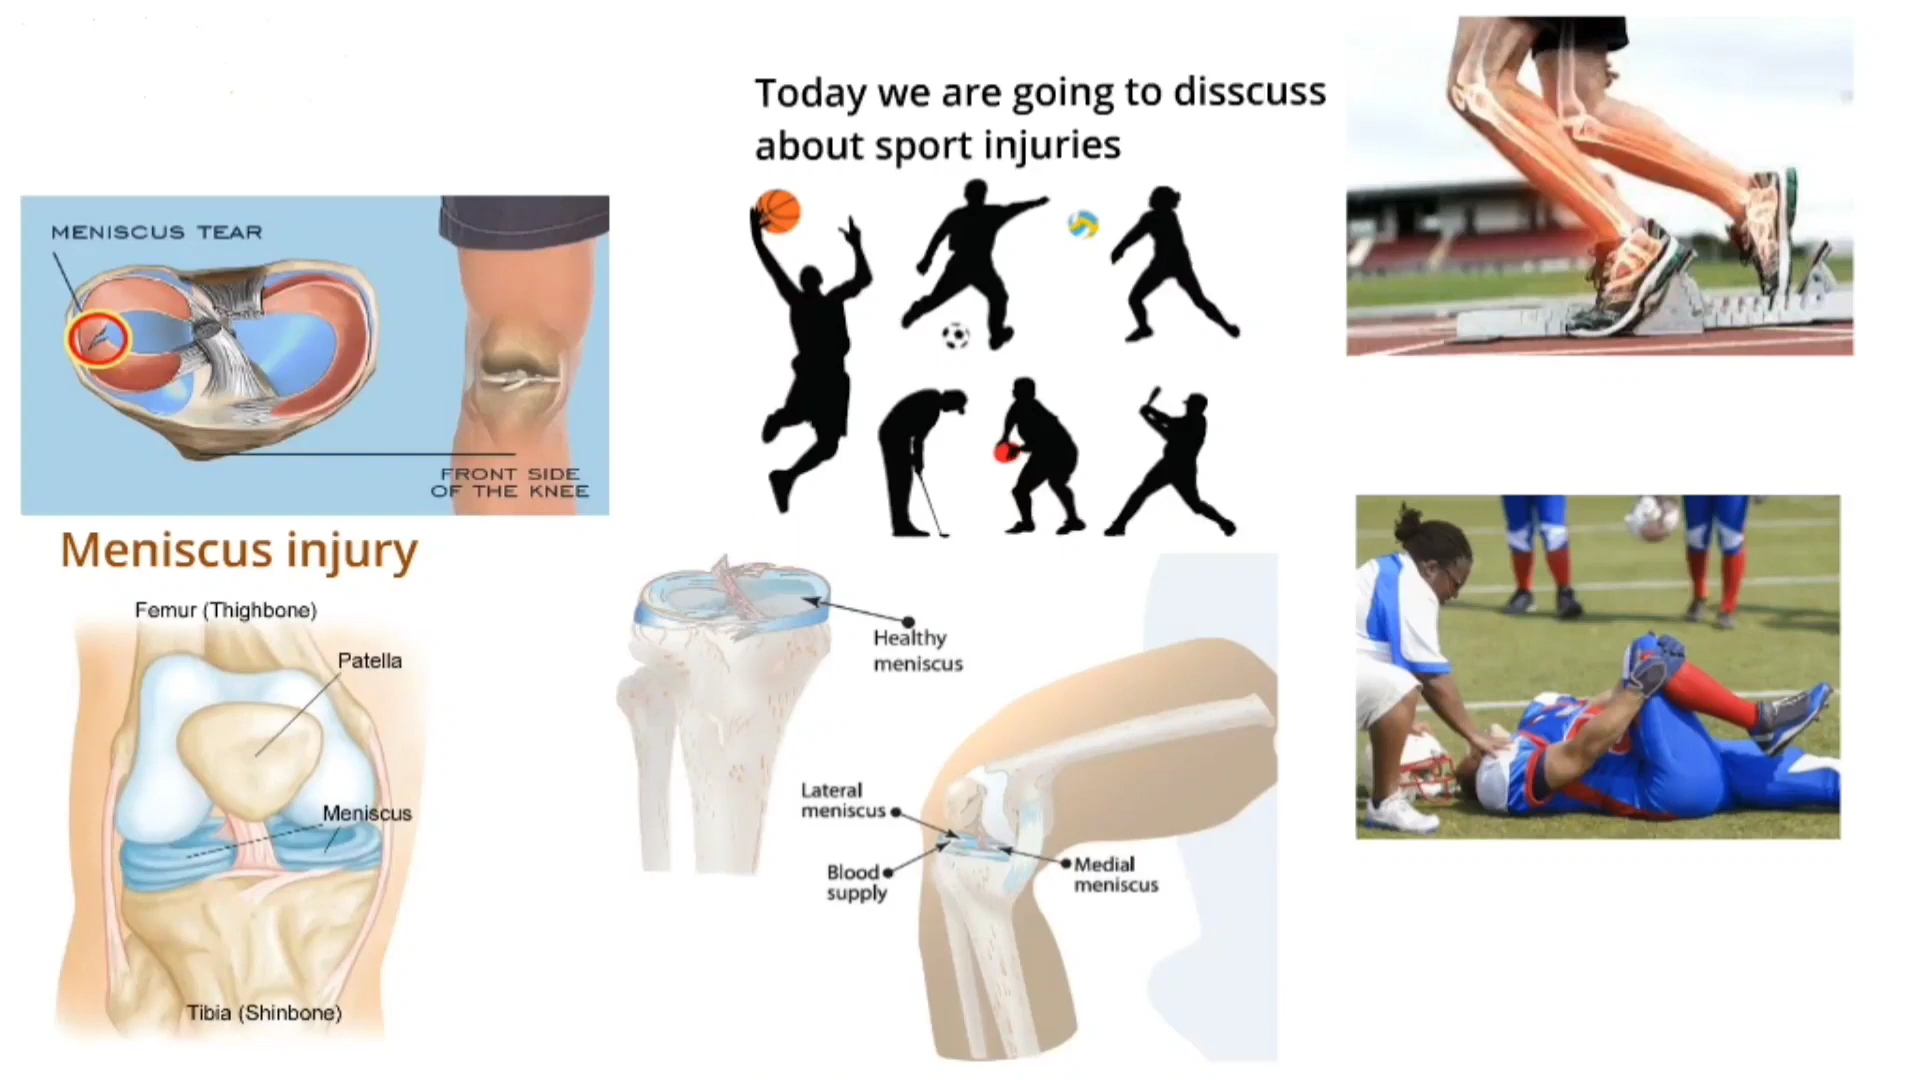 Today we are going to disscuss
about sport injuries
MENISCUS TEAR
FRONT SIDE
OF THE KNEE
Meniscus injury
Femur (Thighbone)
Patella
Meniscus
Tibia (Shinbone)
Healthy
meniscus
Lateral
meniscus
Blood
supply
Medial
meniscus